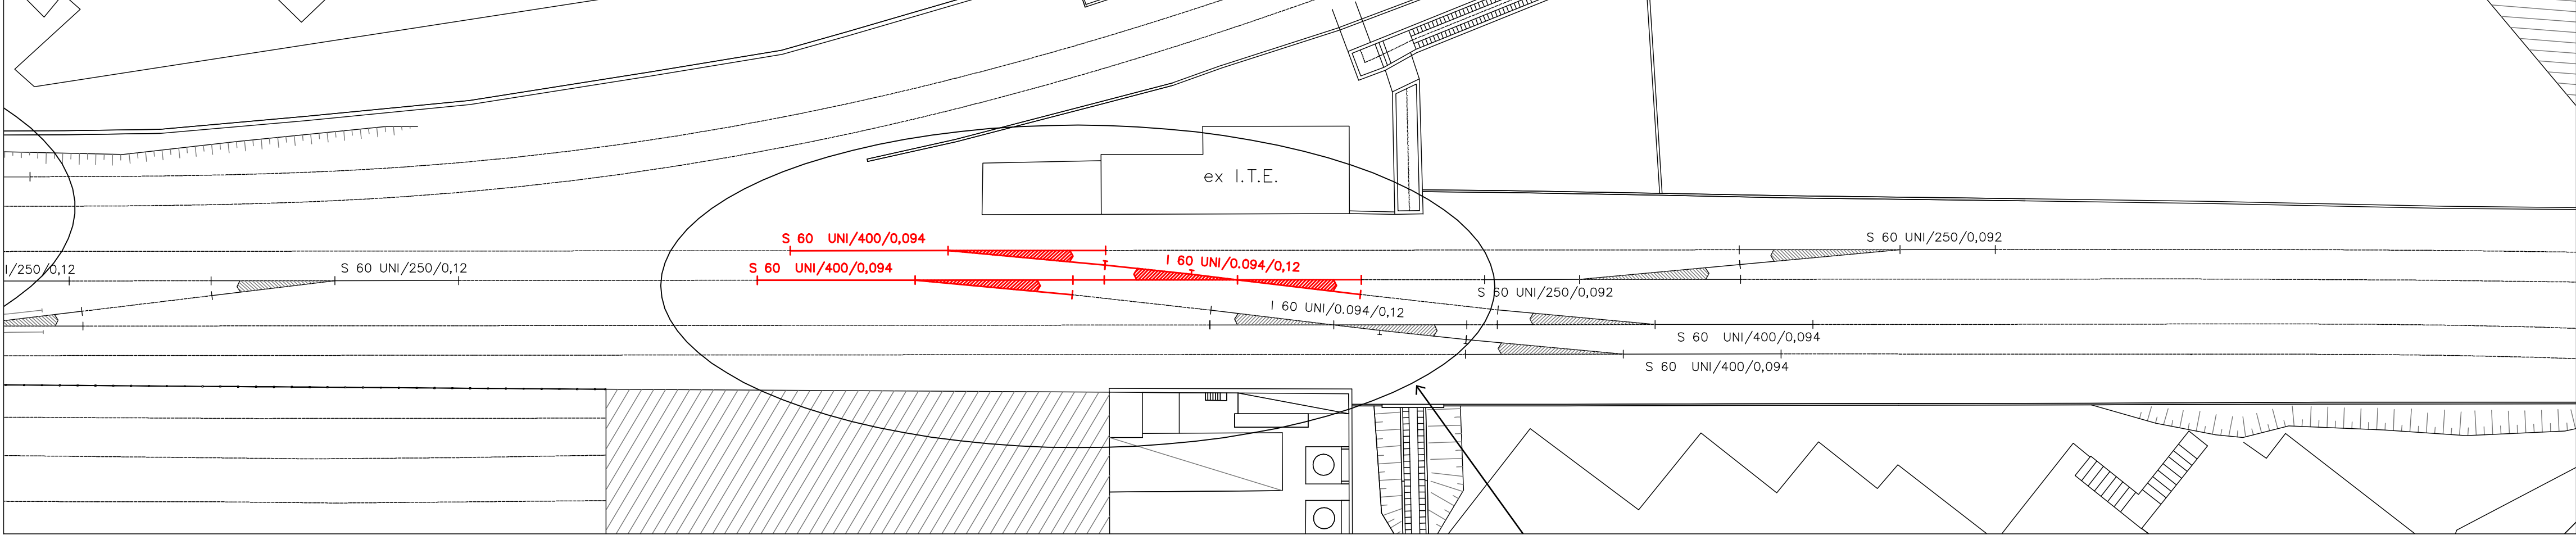 ex I.T.E.
S 60 UNI/400/0,094
S 60 UNI/250/0,092
I/250/0,12
S 60 UNI/250/0,12
S 60 UNI/400/0,094
I 60 UNI/0.094/0,12
S 60 UNI/250/0,092
I 60 UNI/0.094/0,12
S 60 UNI/400/0,094
S 60 UNI/400/0,094